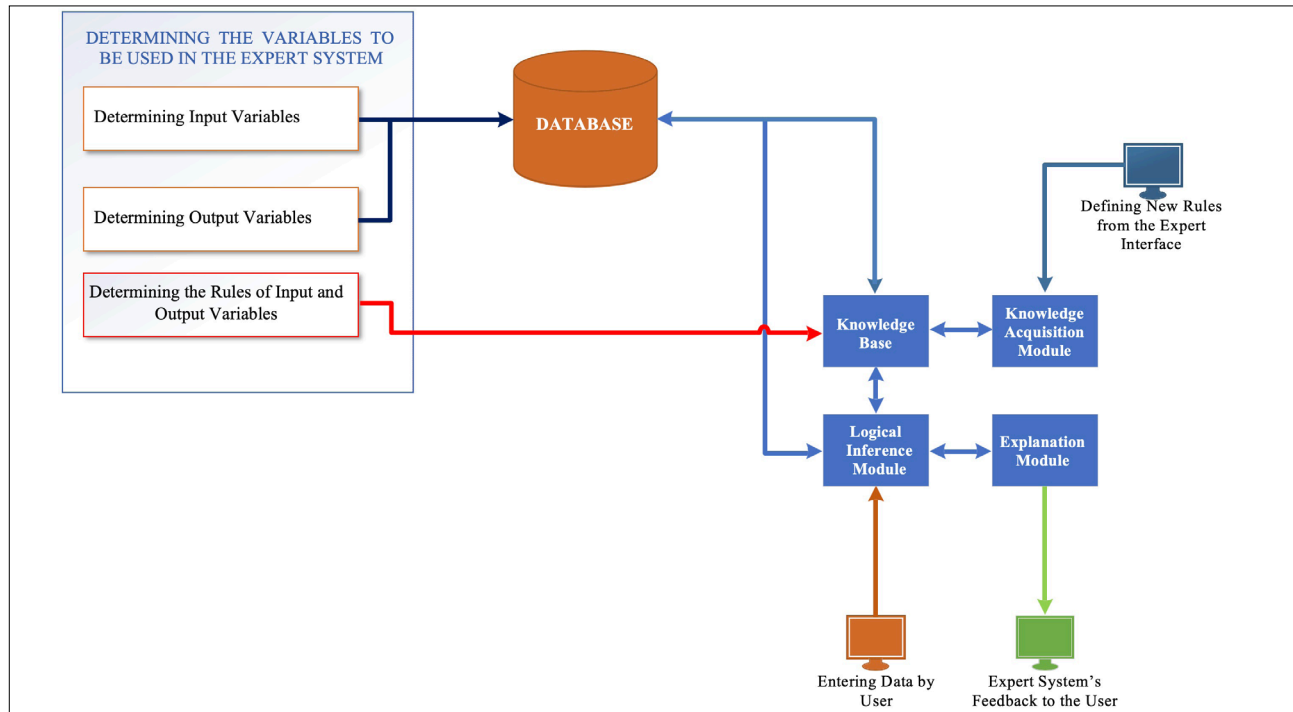 DETERMINING THE VARIABLES TO
BE USED IN THE EXPERT SYSTEM
Determining Input Variables
DATABASE
Determining Output Variables
Defining New Rules
from the Expert
Interface
Determining the Rules of Input and
Output Variables
Knowledge
Base
Knowledge
Acquisition
Module
Logical
Inference
Module
Explanation
Module
Entering Data by
User
Expert System’s
Feedback to the User